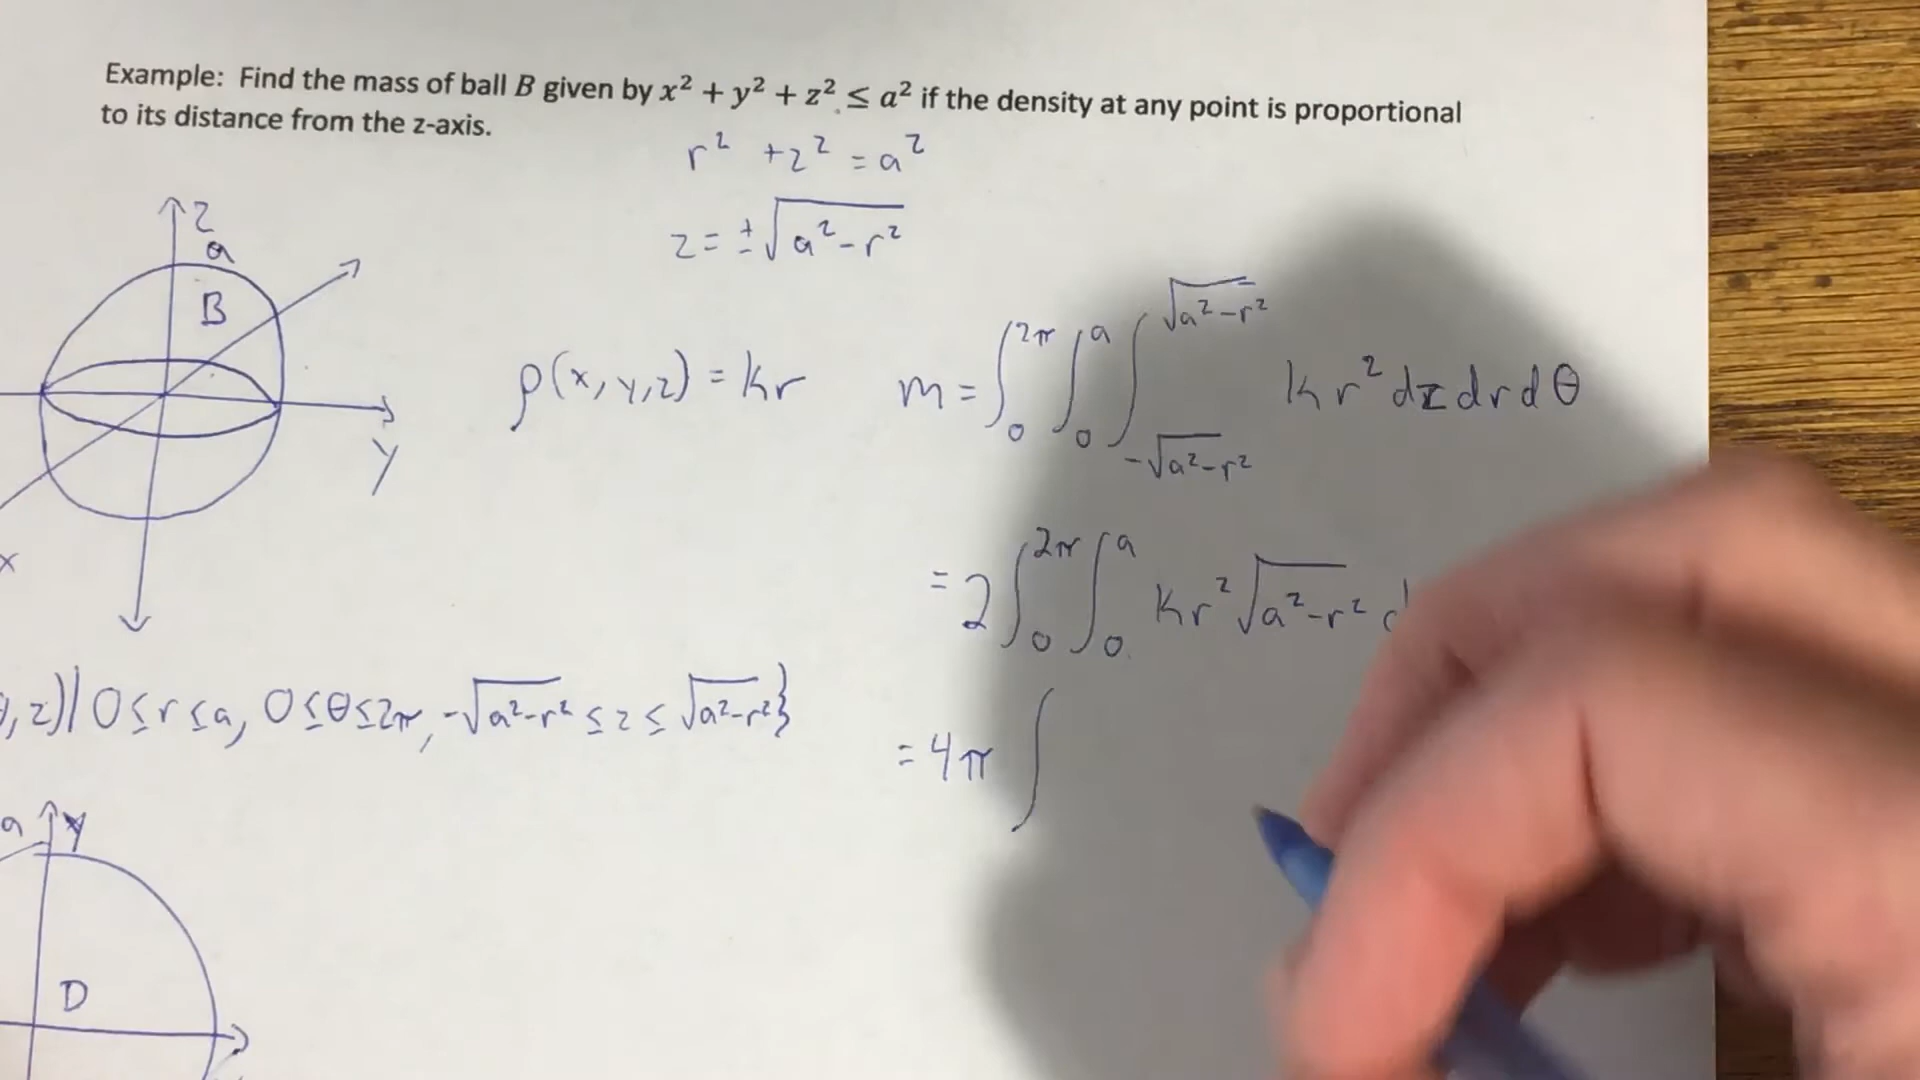 Example: Find the mass of ball B given by x² + y² + z² ≤ a² if the density at any point is proportional
to its distance from the z-axis.
r² + z² = a²
z = ±√(a² − r²)
z
a
B
y
x
ρ(x, y, z) = kr
m = ∫₀^2π ∫₀^a ∫_−√(a²−r²)^√(a²−r²) kr² dz dr dθ
= 2 ∫₀^2π ∫₀^a kr² √(a²−r²) d
, z)| 0 ≤ r ≤ a, 0 ≤ θ ≤ 2π, −√(a²−r²) ≤ z ≤ √(a²−r²)}
= 4π ∫
a
y
D